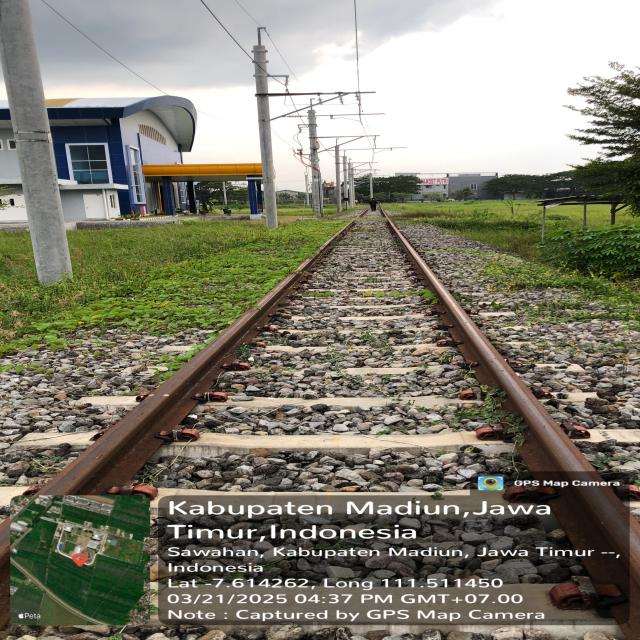 GPS Map Camera
Kabupaten Madiun,Jawa
Timur,Indonesia
Sawahan, Kabupaten Madiun, Jawa Timur --,
Indonesia
Lat -7.614262, Long 111.511450
03/21/2025 04:37 PM GMT+07.00
Note : Captured by GPS Map Camera
Peta